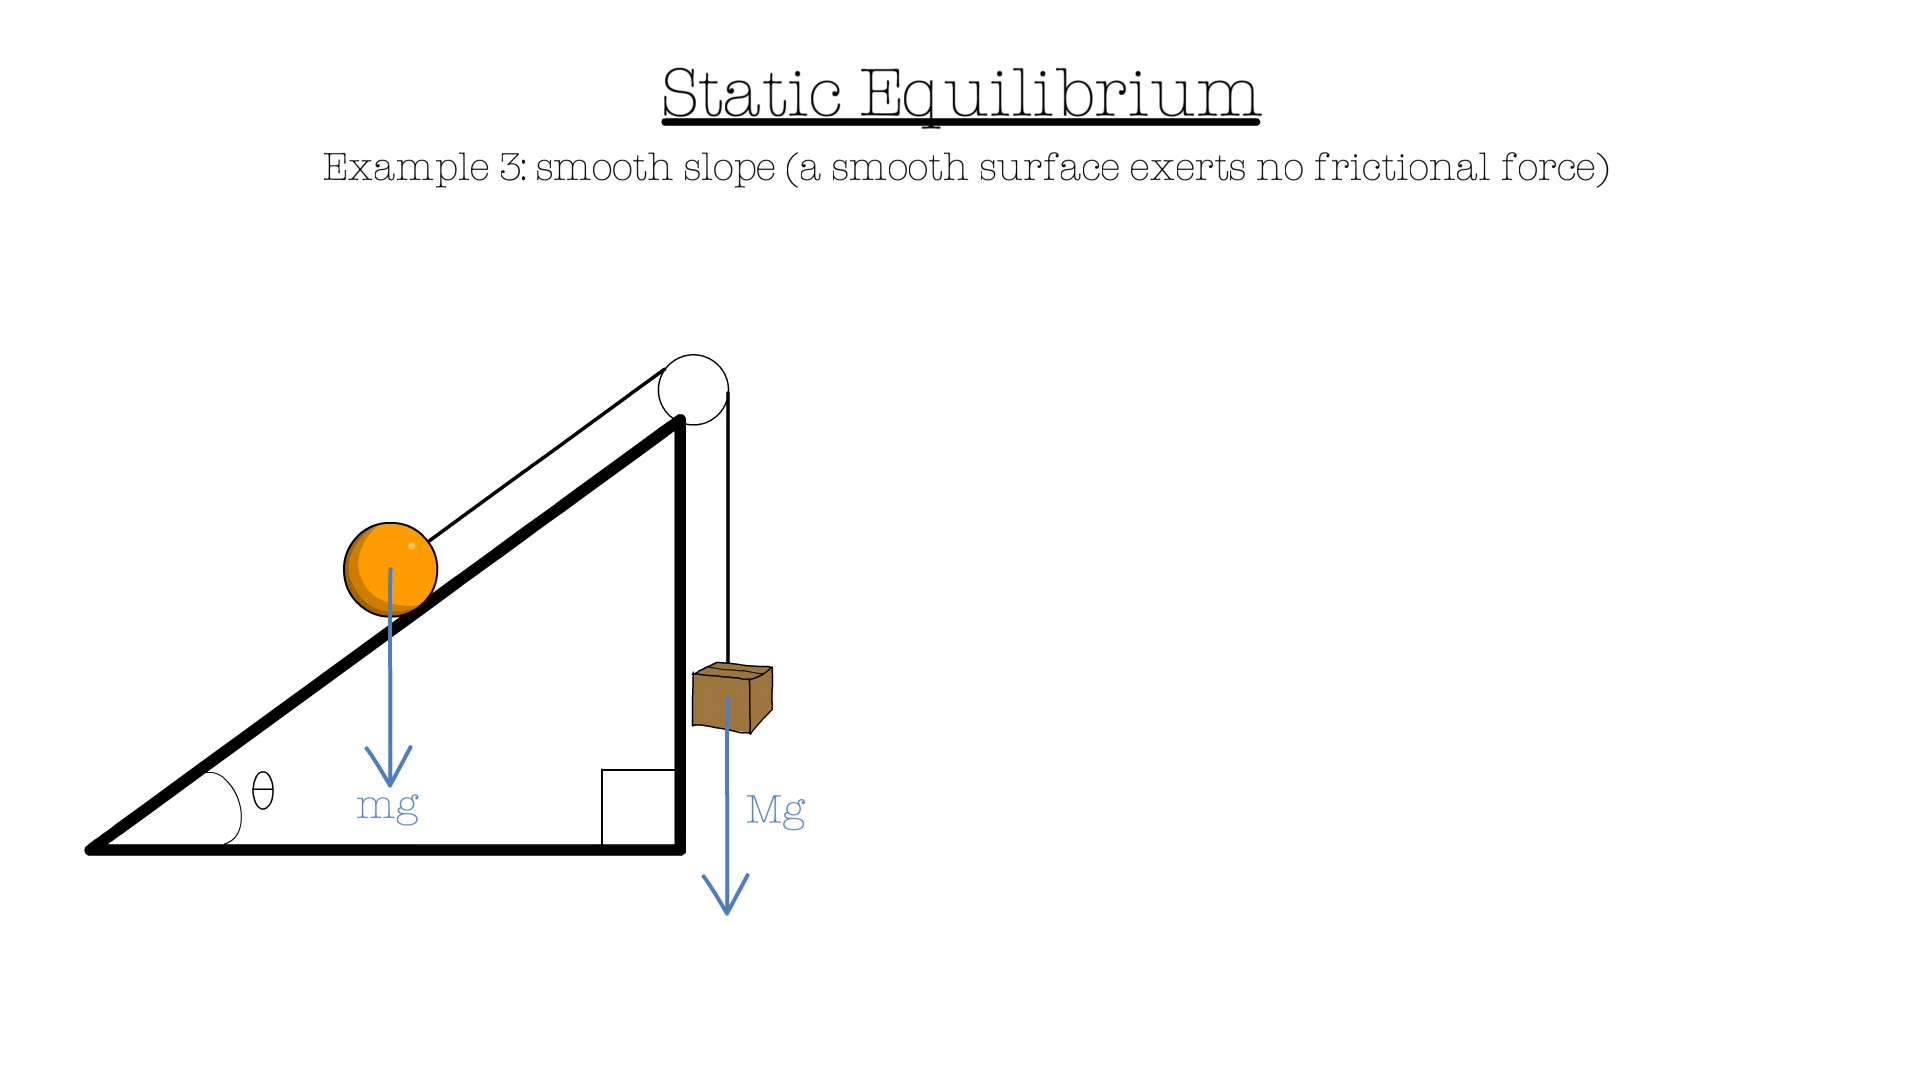 Static Equilibrium
Example 3: smooth slope (a smooth surface exerts no frictional force)
θ
mg
Mg